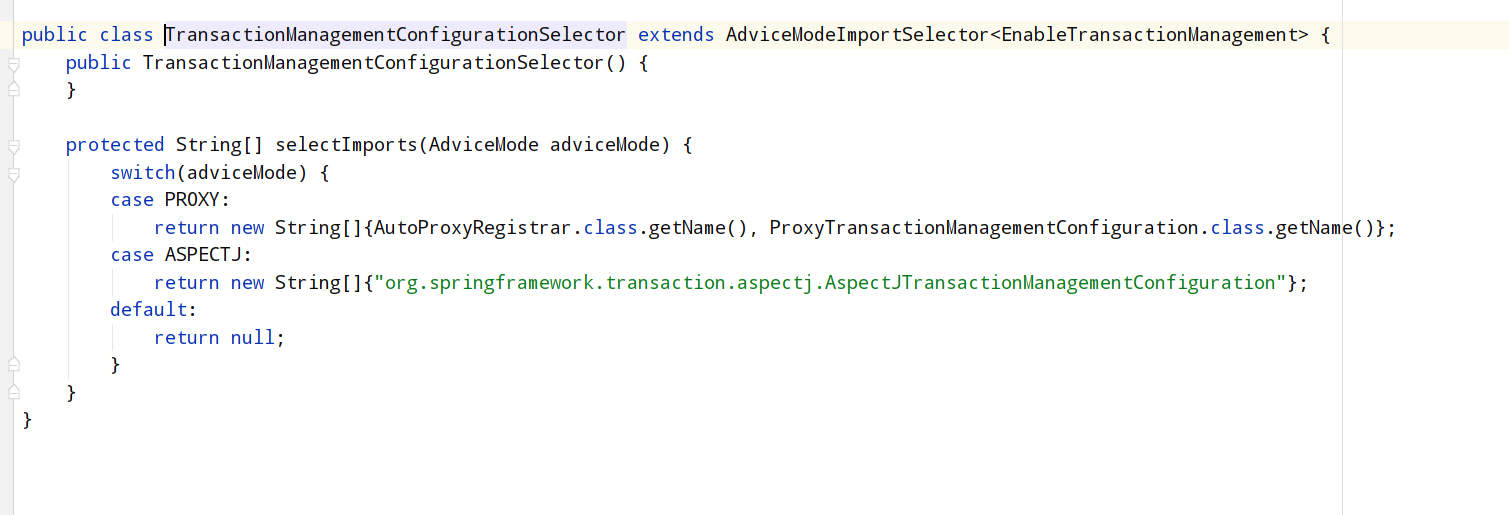 public class TransactionManagementConfigurationSelector extends AdviceModeImportSelector<EnableTransactionManagement> {
    public TransactionManagementConfigurationSelector() {
    }

    protected String[] selectImports(AdviceMode adviceMode) {
        switch(adviceMode) {
        case PROXY:
            return new String[]{AutoProxyRegistrar.class.getName(), ProxyTransactionManagementConfiguration.class.getName()};
        case ASPECTJ:
            return new String[]{"org.springframework.transaction.aspectj.AspectJTransactionManagementConfiguration"};
        default:
            return null;
        }
    }
}